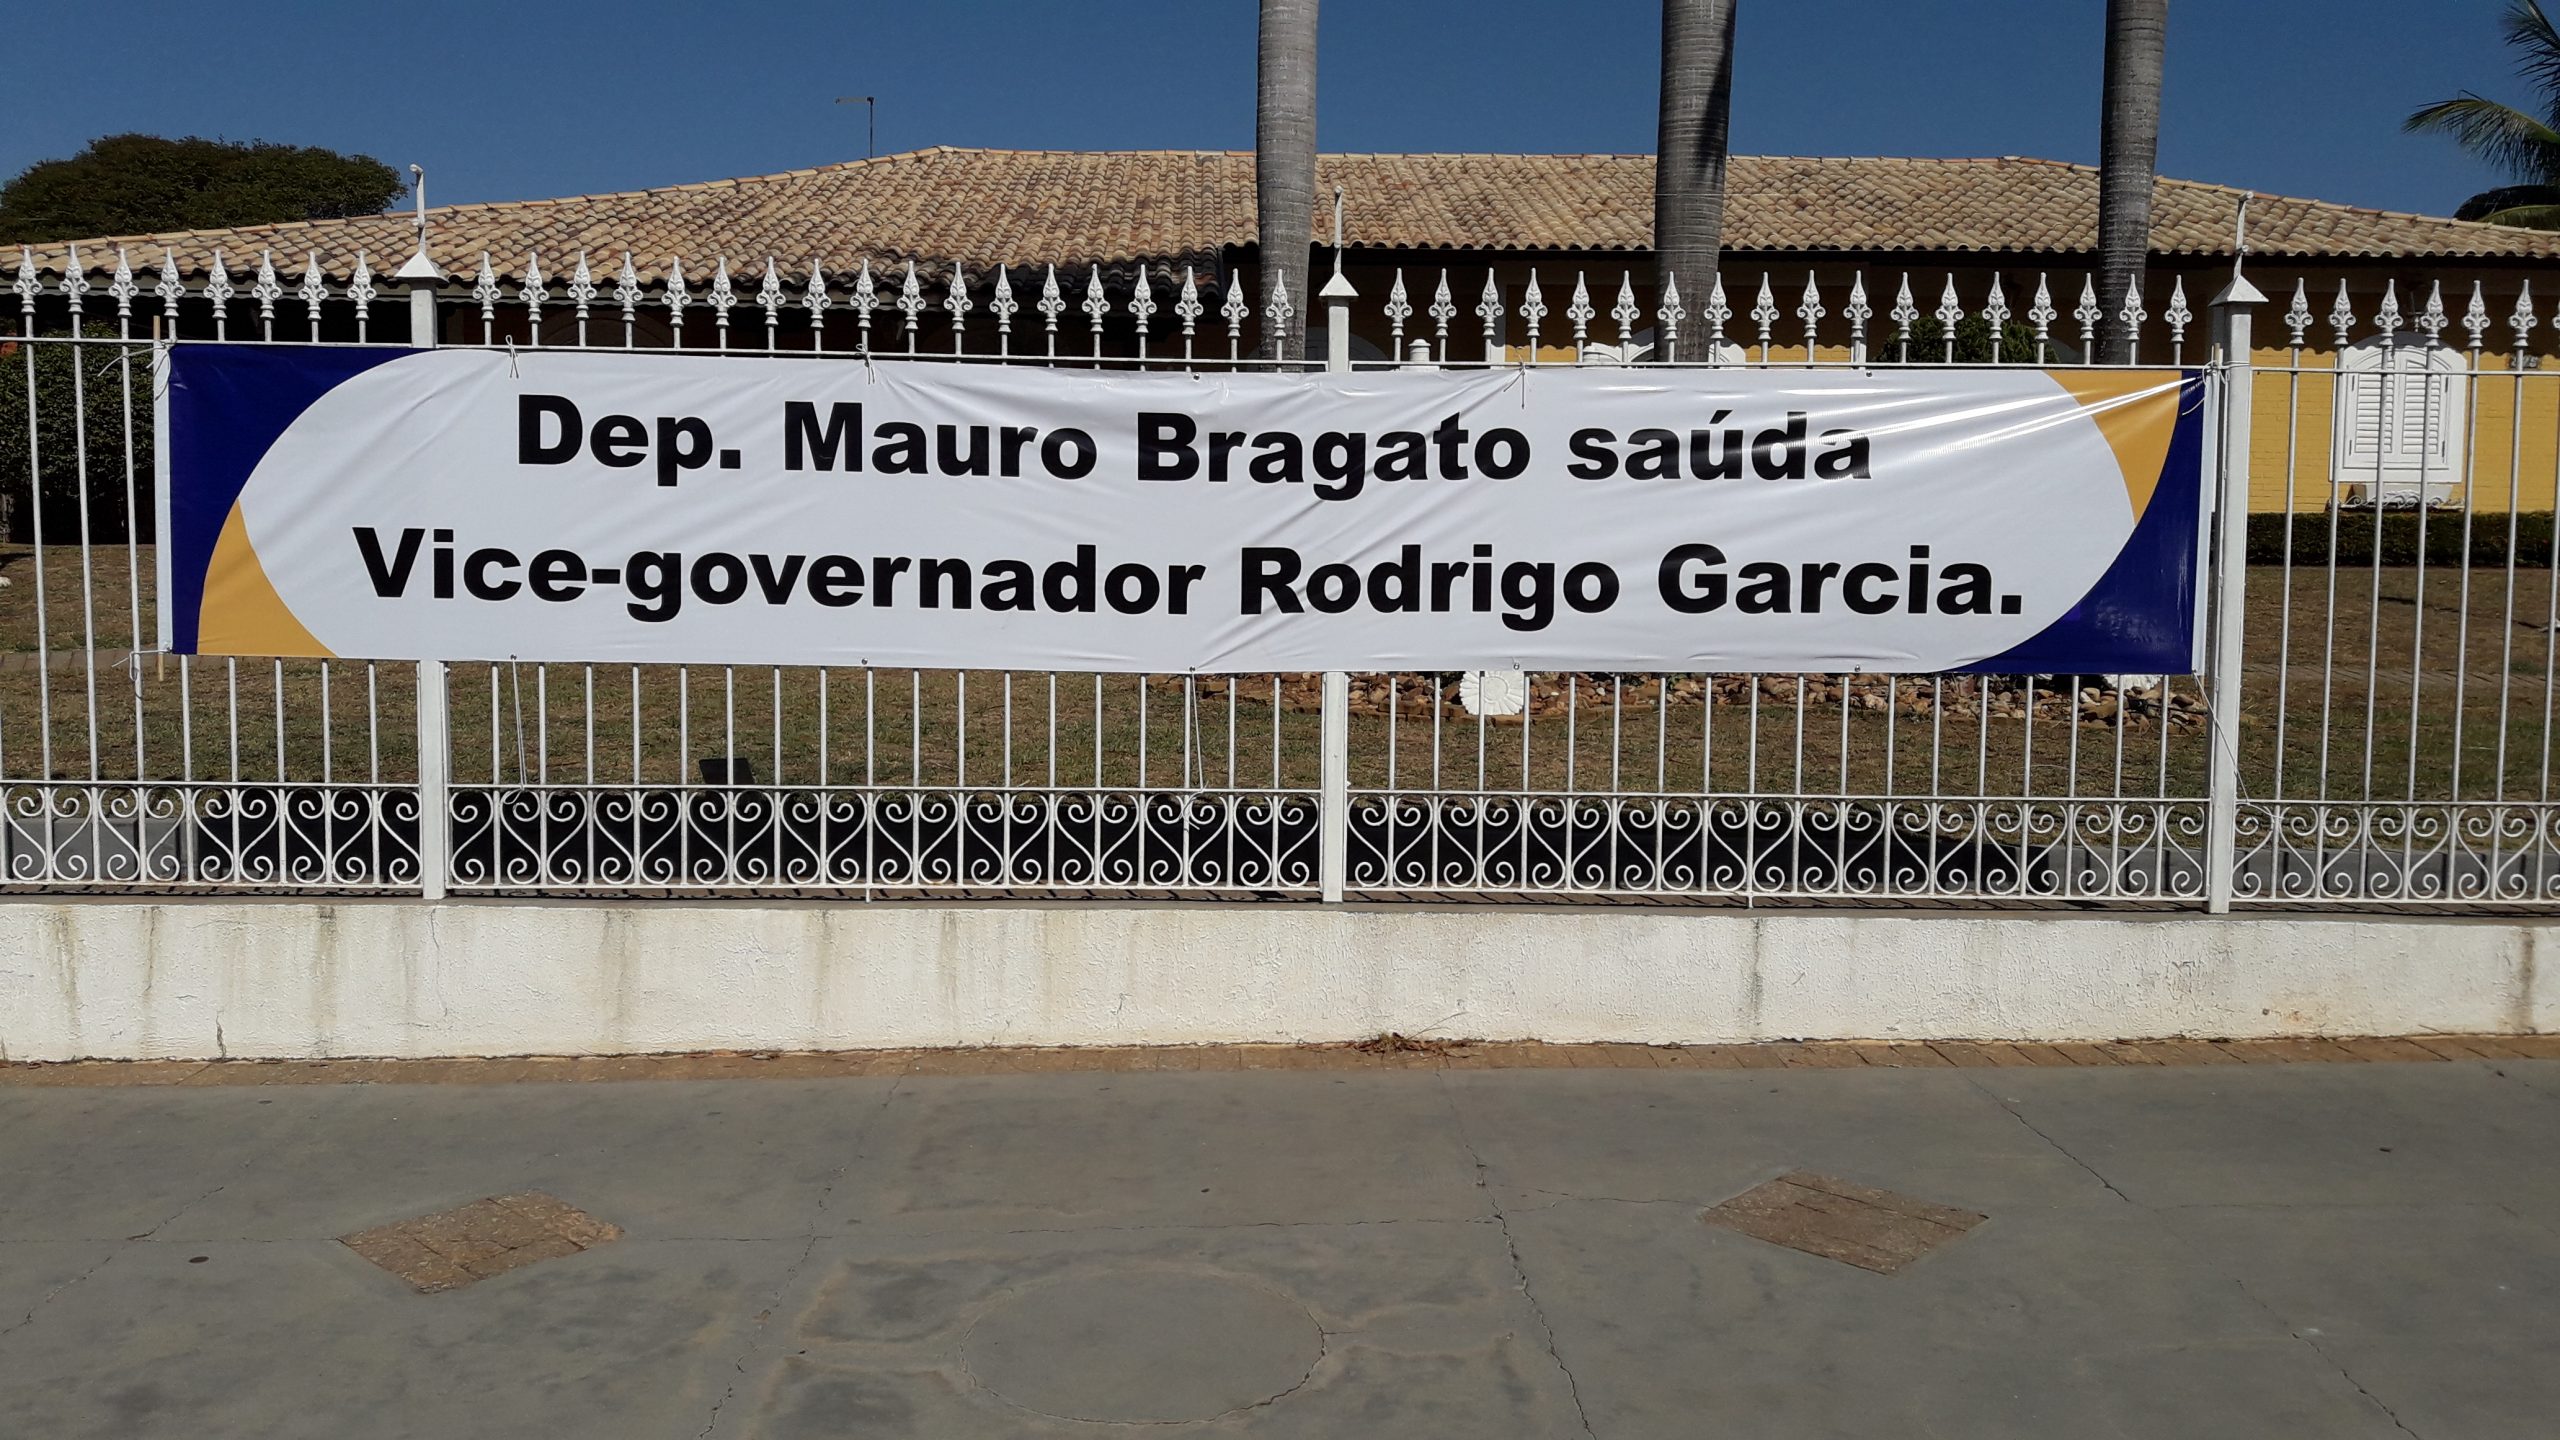 Dep. Mauro Bragato saúda
Vice-governador Rodrigo Garcia.